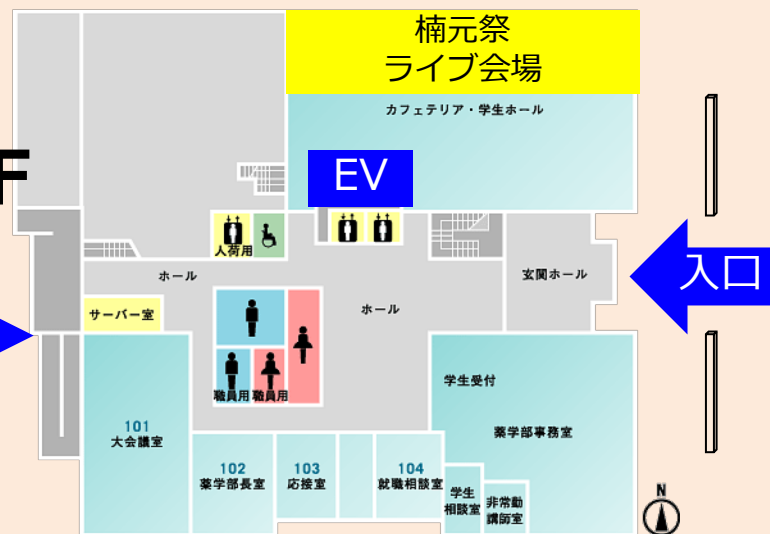 楠元祭
ライブ会場
カフェテリア・学生ホール
F
EV
人荷用
ホール
玄関ホール
入口
サーバー室
ホール
職員用
職員用
学生受付
薬学部事務室
101
大会議室
102
薬学部長室
103
応接室
104
就職相談室
学生
相談室
非常勤
講師室
N